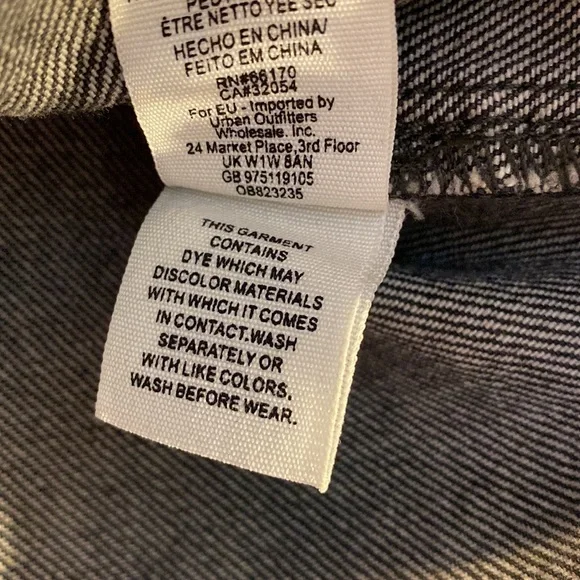 ÊTRE NETTOYÉE SEC
HECHO EN CHINA/
FEITO EM CHINA
RN#66170
CA#32054
For EU - Imported by
Urban Outfitters
Wholesale. Inc.
24 Market Place,3rd Floor
UK W1W 8AN
GB 975119105
OB823235
THIS GARMENT
CONTAINS
DYE WHICH MAY
DISCOLOR MATERIALS
WITH WHICH IT COMES
IN CONTACT.WASH
SEPARATELY OR
WITH LIKE COLORS.
WASH BEFORE WEAR.